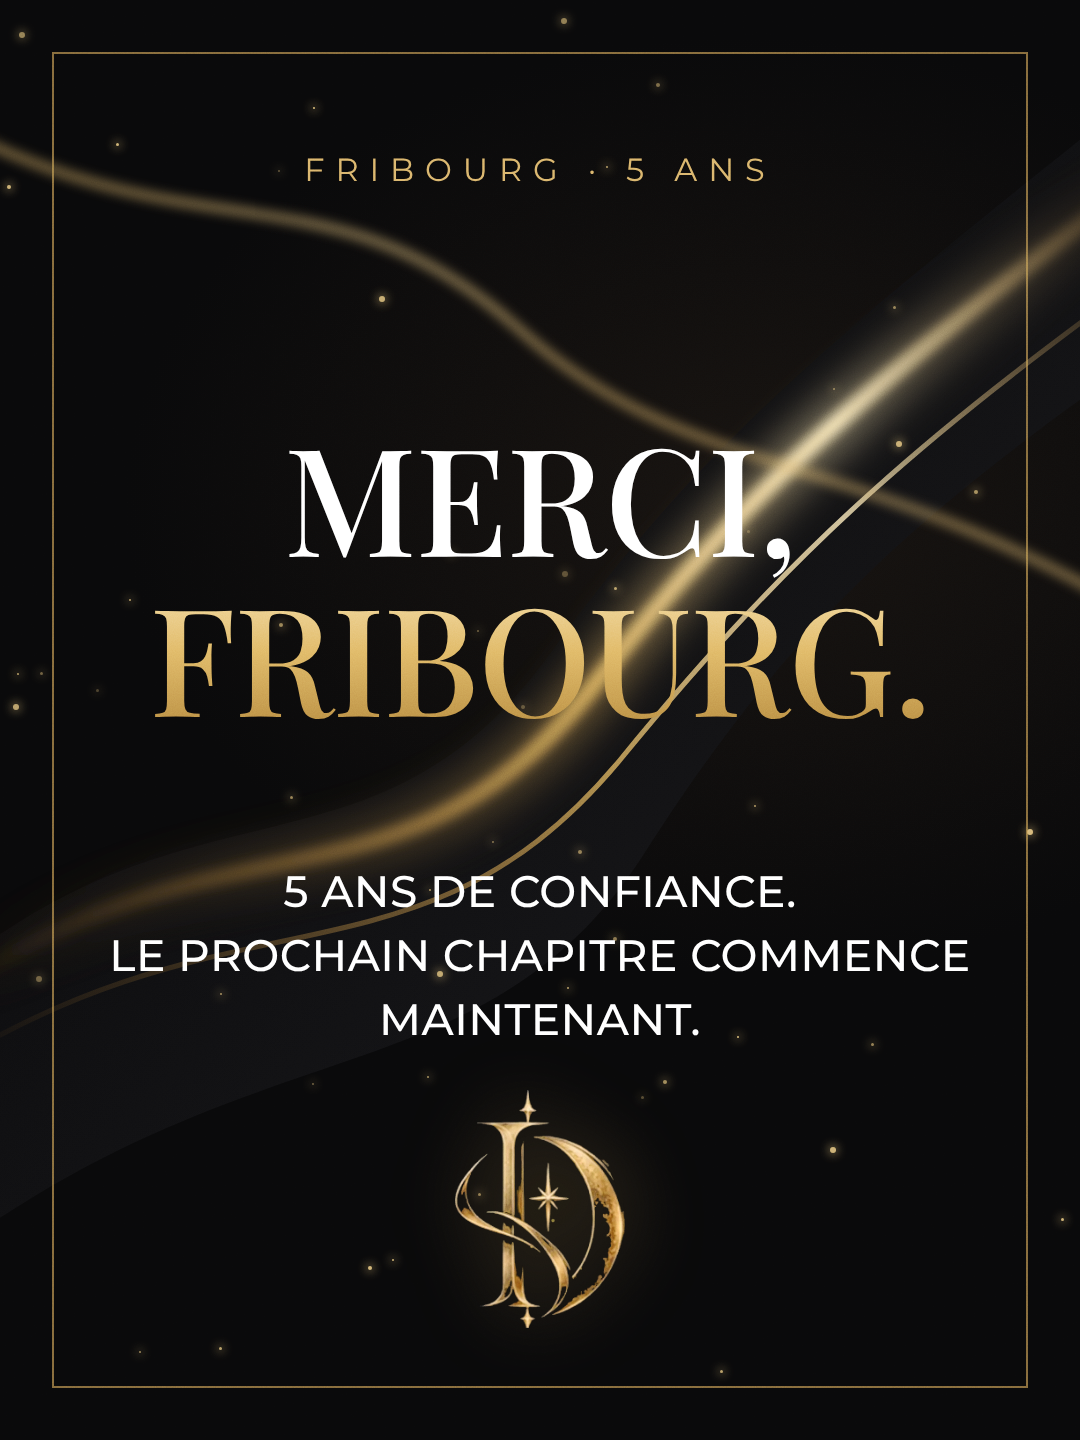 FRIBOURG · 5 ANS
MERCI,
FRIBOURG.
5 ANS DE CONFIANCE.
LE PROCHAIN CHAPITRE COMMENCE
MAINTENANT.